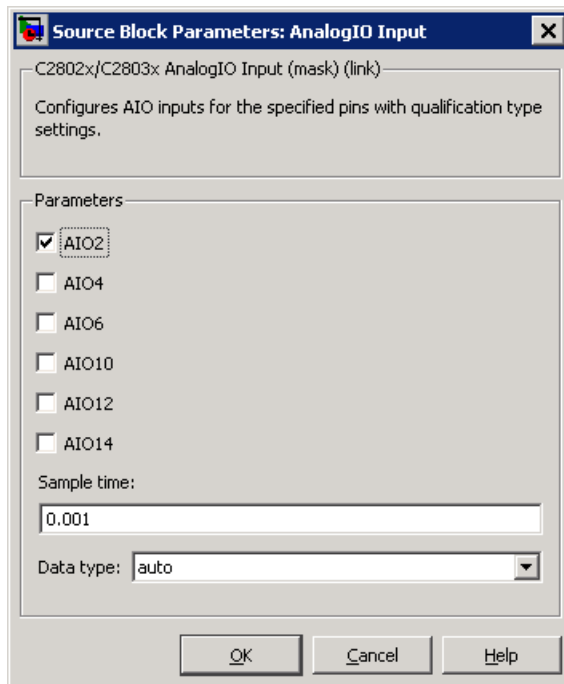 Source Block Parameters: AnalogIO Input
C2802x/C2803x AnalogIO Input (mask) (link)
Configures AIO inputs for the specified pins with qualification type
settings.
Parameters
AIO2
AIO4
AIO6
AIO10
AIO12
AIO14
Sample time:
0.001
Data type: auto
OK Cancel Help